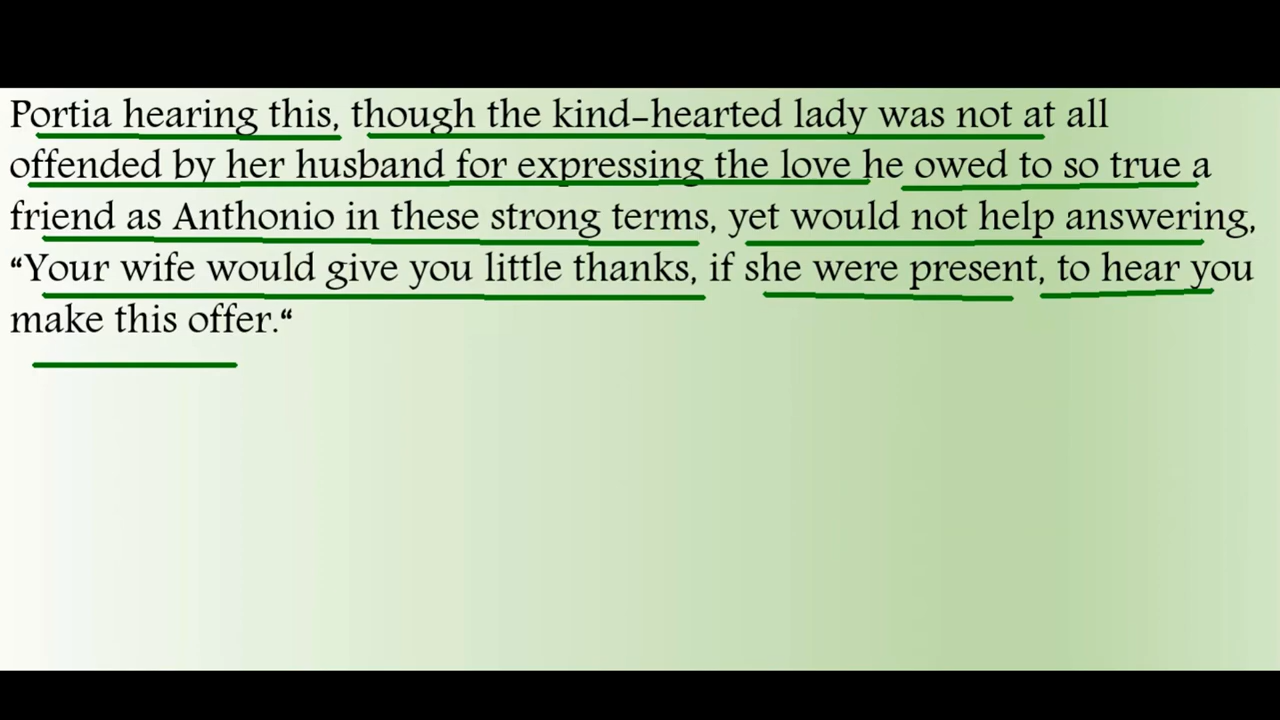 Portia hearing this, though the kind-hearted lady was not at all
offended by her husband for expressing the love he owed to so true a
friend as Anthonio in these strong terms, yet would not help answering,
“Your wife would give you little thanks, if she were present, to hear you
make this offer.“